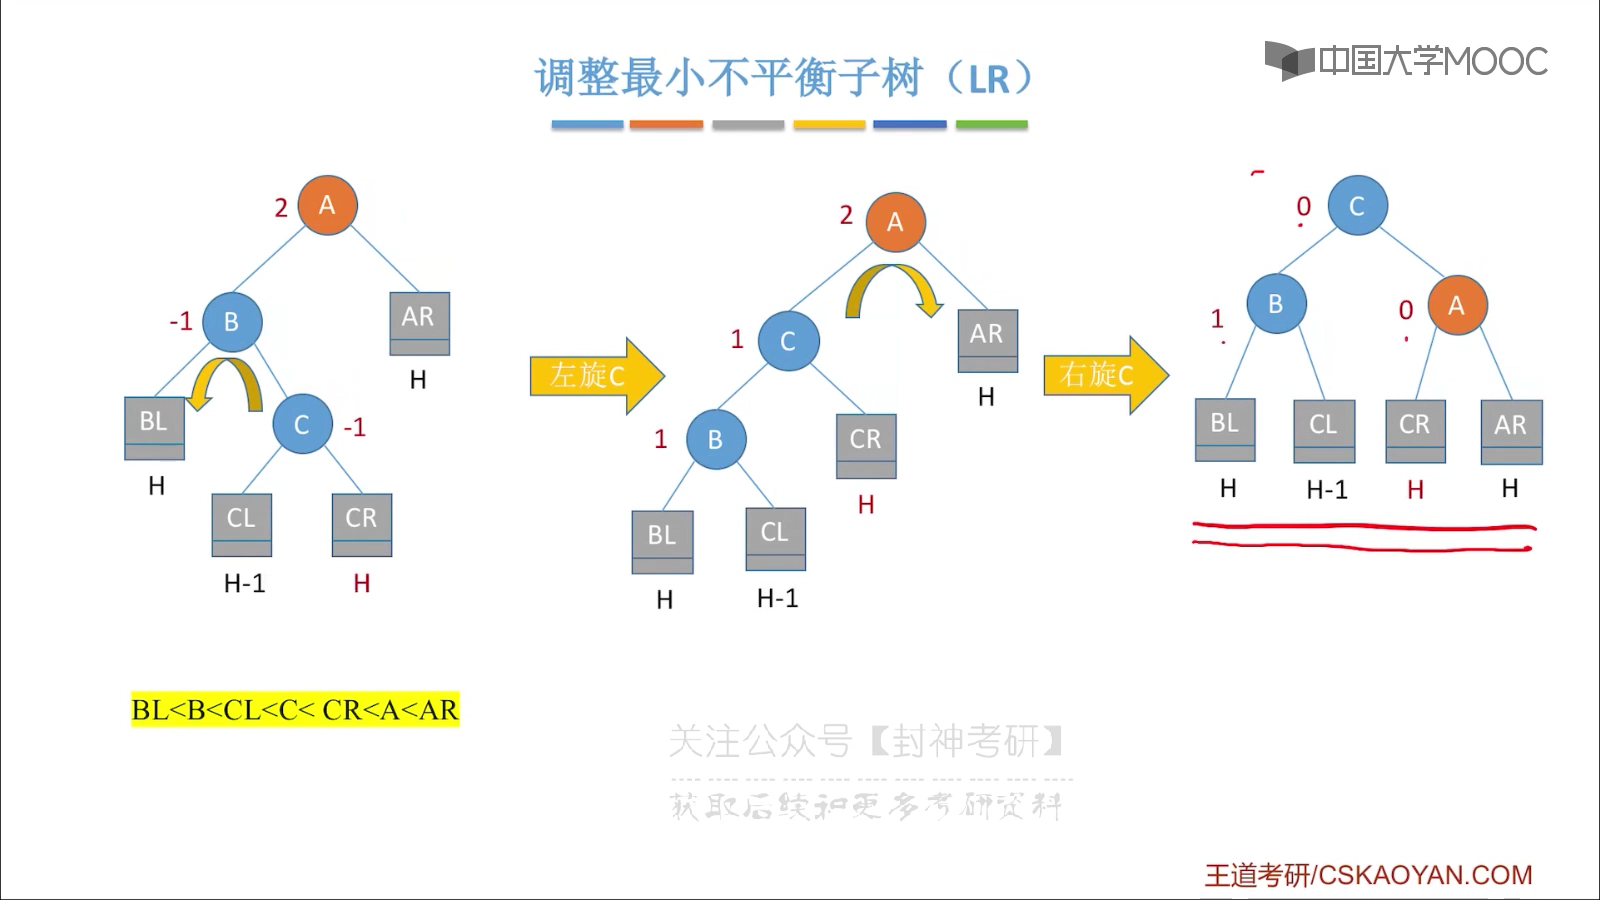 中国大学MOOC
调整最小不平衡子树（LR）
2 A
-1 B
AR
H
BL
H
C -1
CL
H-1
CR
H
左旋C
2 A
1 C
AR
H
1 B
CR
H
BL
H
CL
H-1
右旋C
0 C
1 B
0 A
BL CL CR AR
H H-1 H H
BL<B<CL<C< CR<A<AR
关注公众号【封神考研】
获取后续和更多考研资料
王道考研/CSKAOYAN.COM